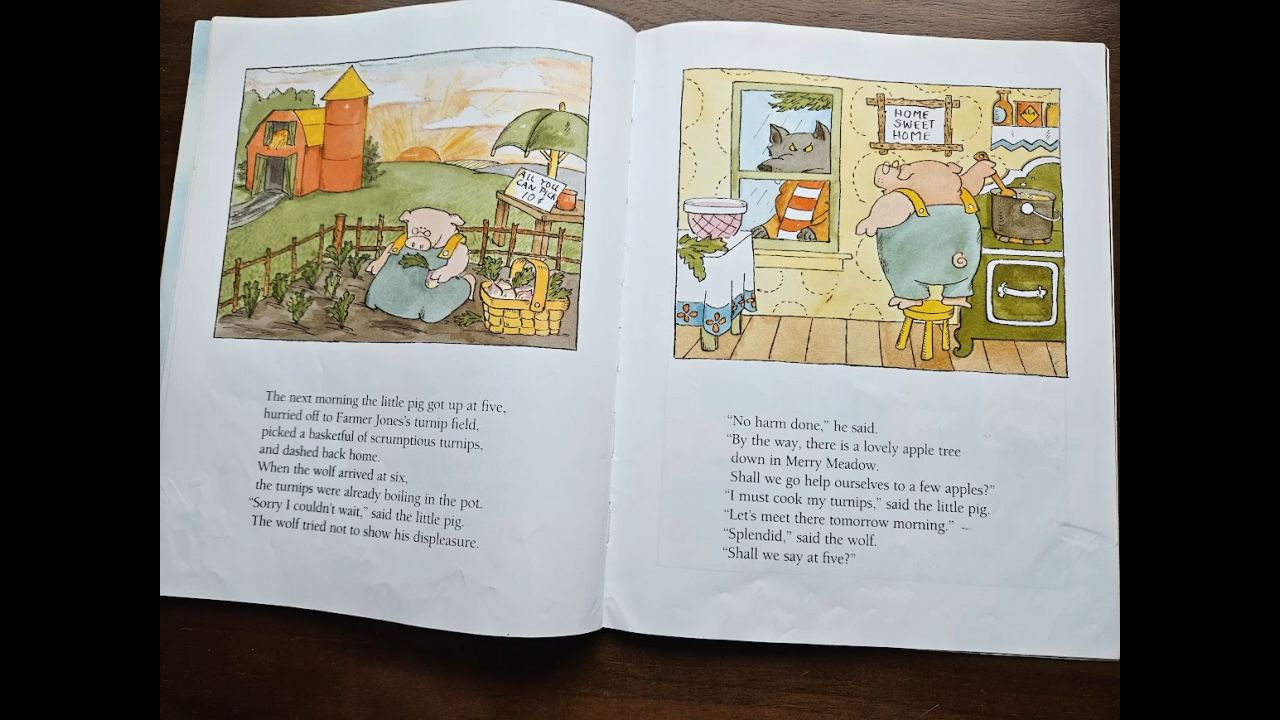 ALL YOU
CAN PICK
10¢
The next morning the little pig got up at five,
hurried off to Farmer Jones's turnip field,
picked a basketful of scrumptious turnips,
and dashed back home.
When the wolf arrived at six,
the turnips were already boiling in the pot.
"Sorry I couldn't wait," said the little pig.
The wolf tried not to show his displeasure.
HOME
SWEET
HOME
"No harm done," he said.
"By the way, there is a lovely apple tree
down in Merry Meadow.
Shall we go help ourselves to a few apples?"
"I must cook my turnips," said the little pig.
"Let's meet there tomorrow morning."
"Splendid," said the wolf.
"Shall we say at five?"